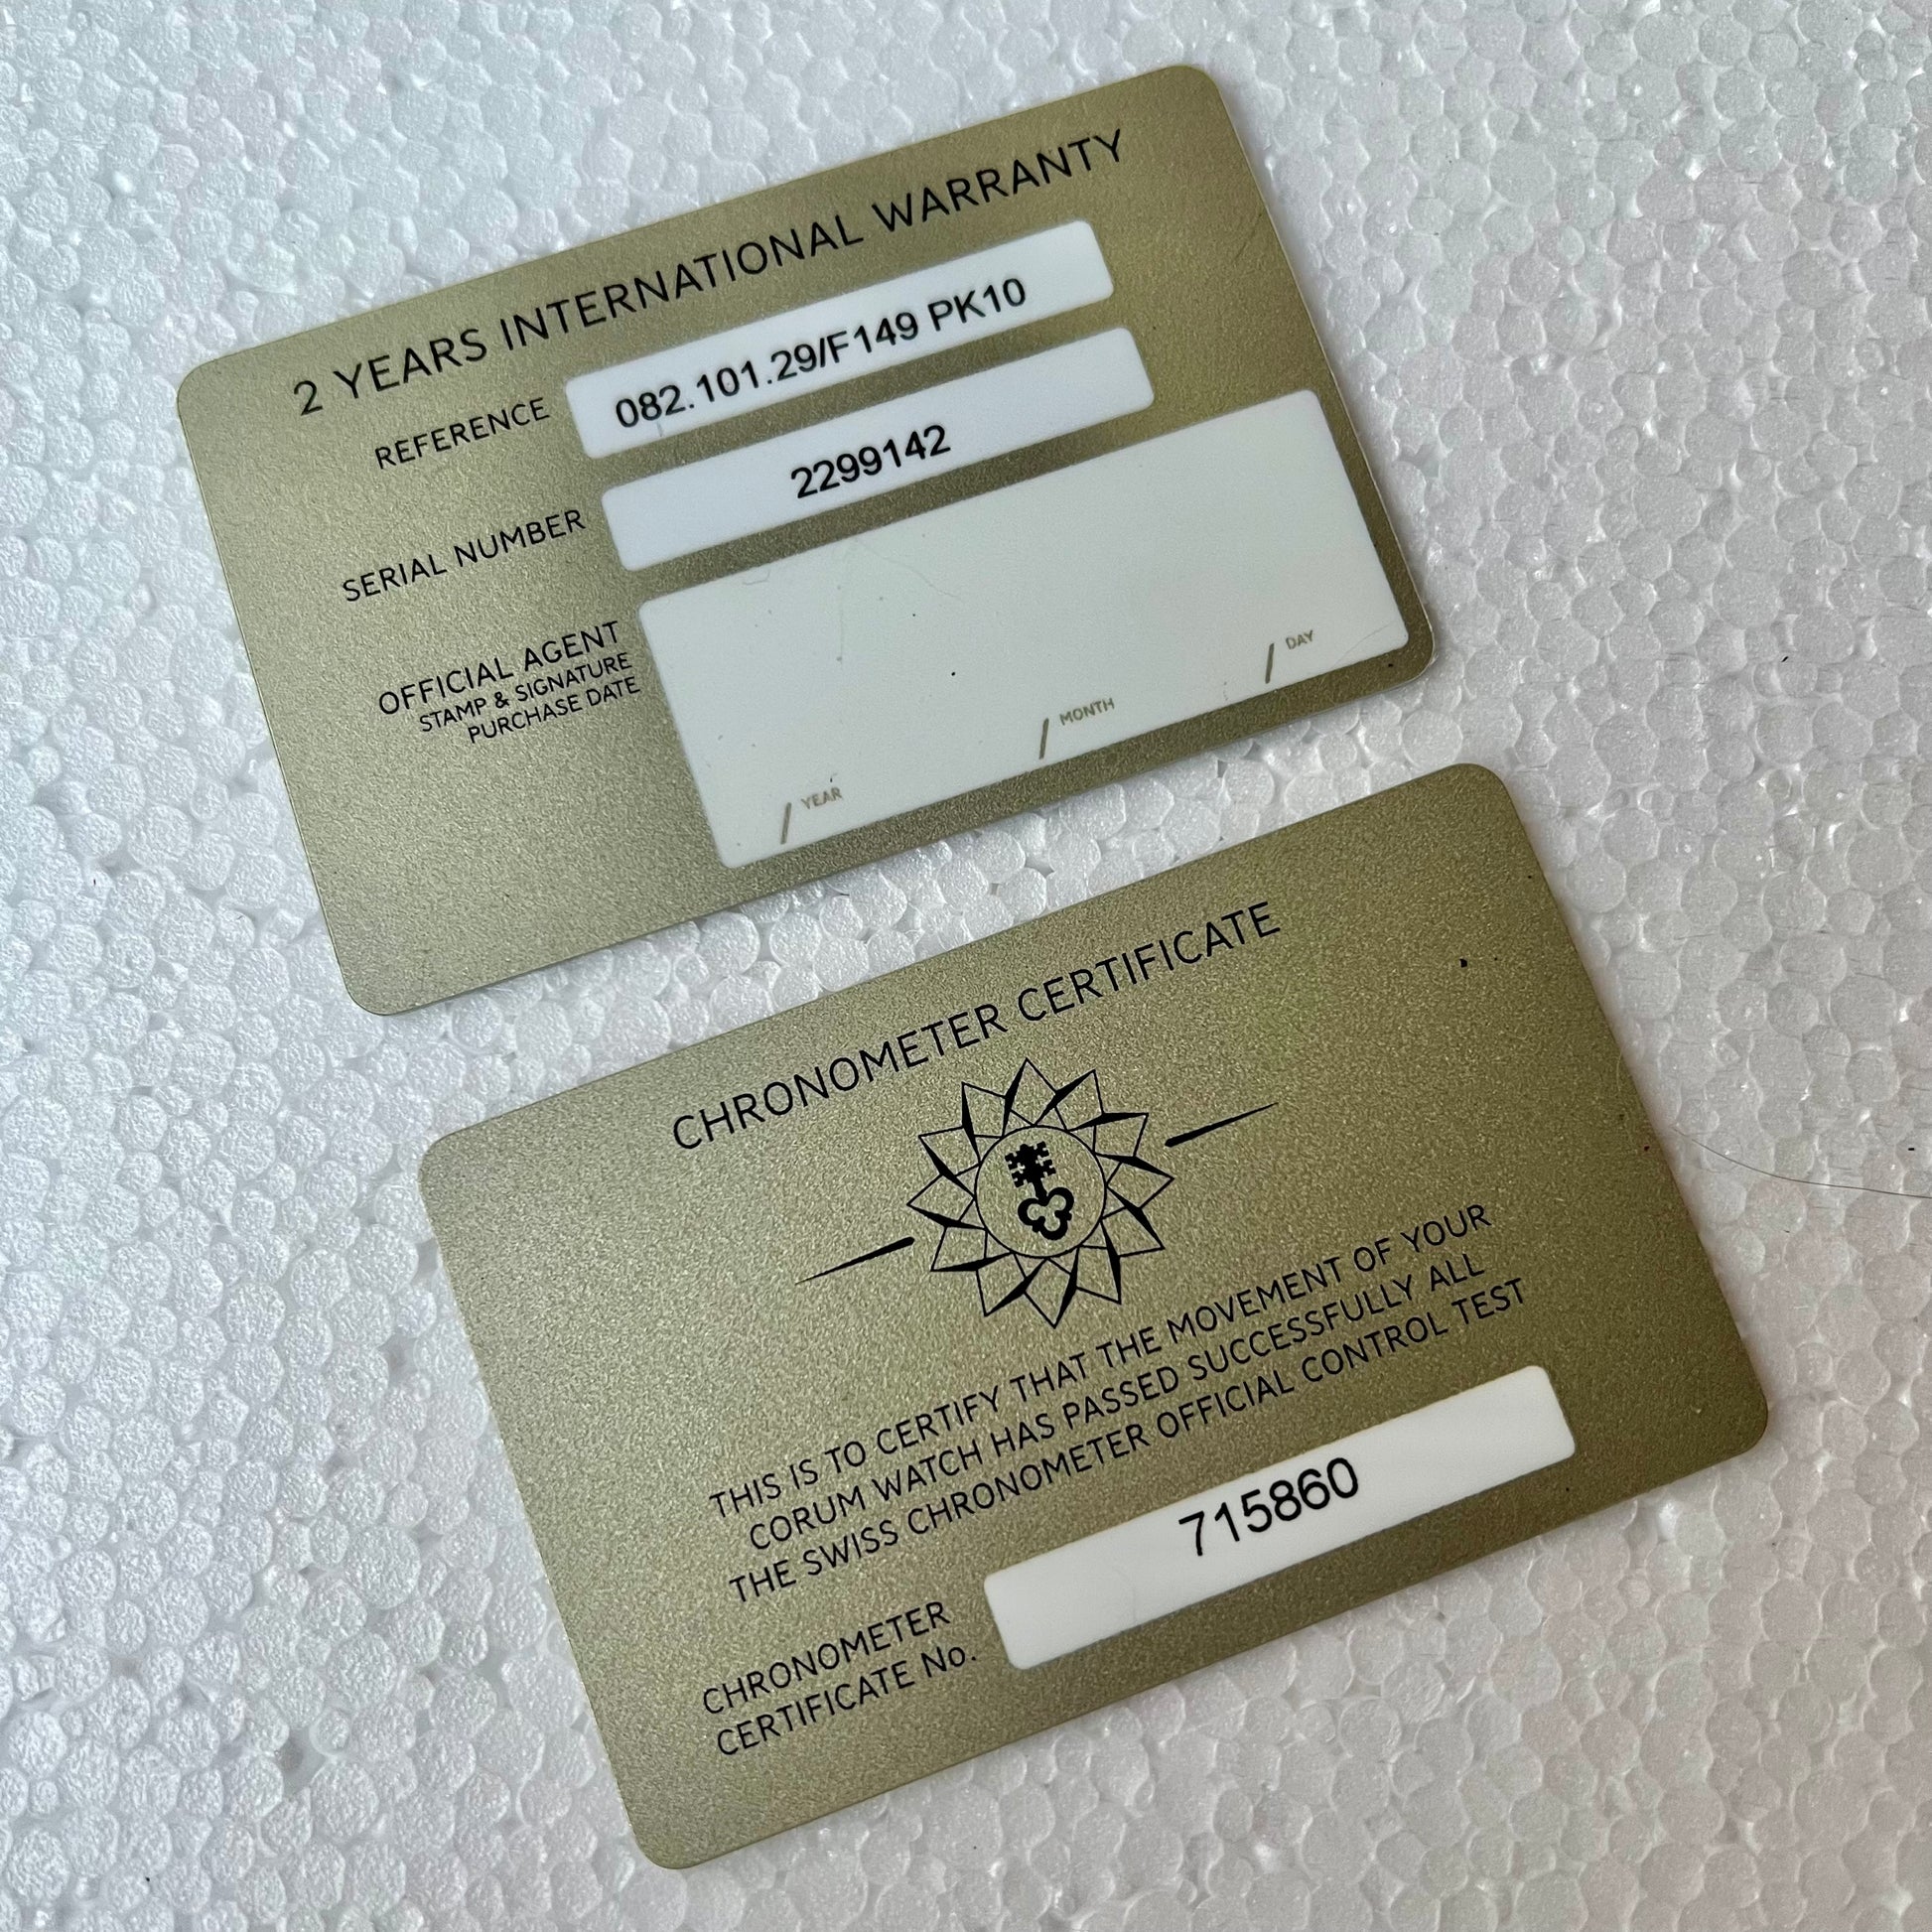 2 YEARS INTERNATIONAL WARRANTY
REFERENCE 082.101.29/F149 PK10
SERIAL NUMBER 2299142
OFFICIAL AGENT
STAMP & SIGNATURE
PURCHASE DATE
/ YEAR / MONTH / DAY
CHRONOMETER CERTIFICATE
THIS IS TO CERTIFY THAT THE MOVEMENT OF YOUR
CORUM WATCH HAS PASSED SUCCESSFULLY ALL
THE SWISS CHRONOMETER OFFICIAL CONTROL TEST
CHRONOMETER
CERTIFICATE No. 715860